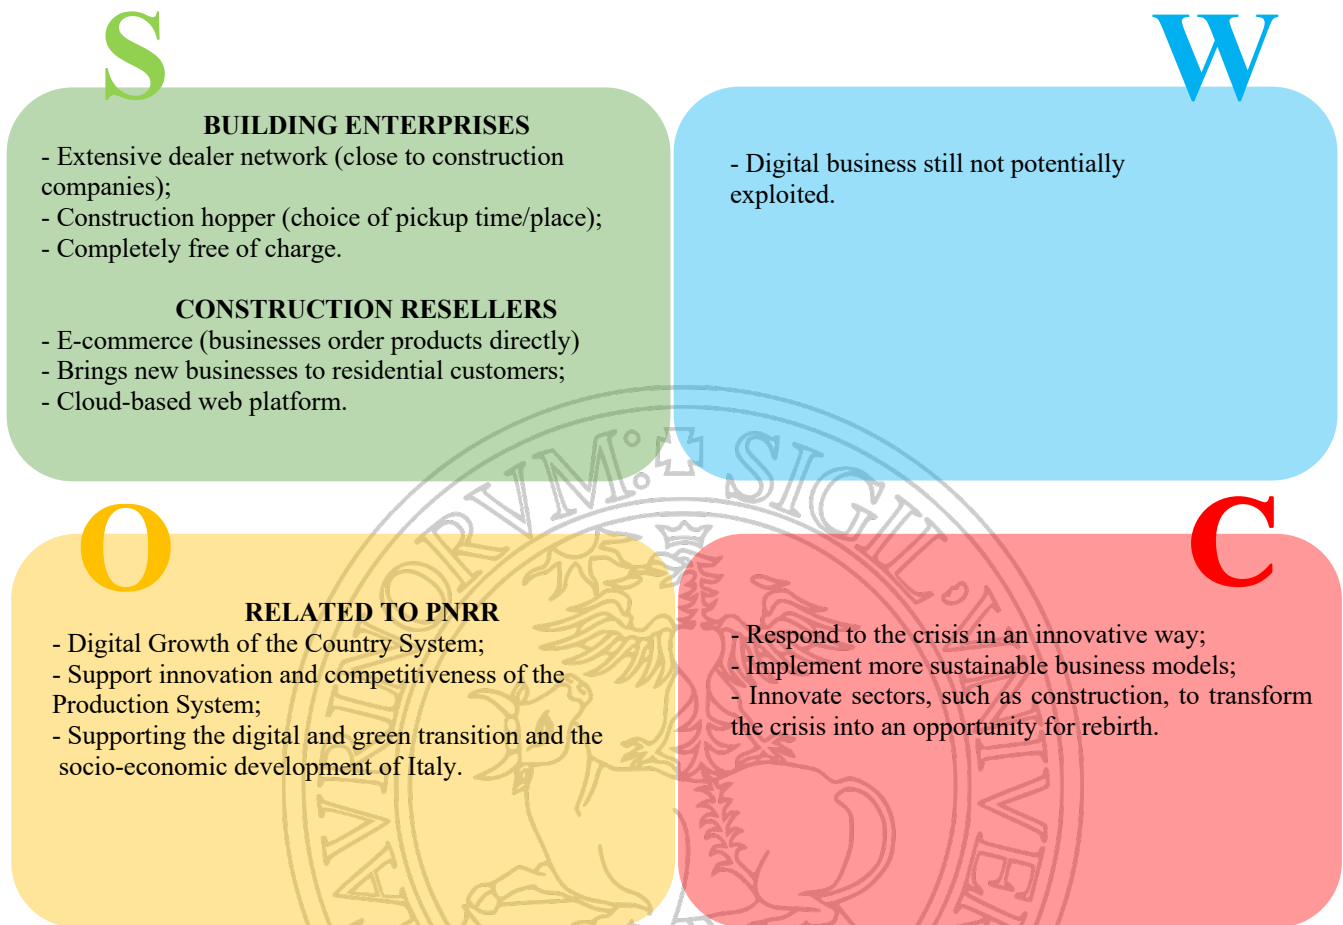 S
BUILDING ENTERPRISES
- Extensive dealer network (close to construction
companies);
- Construction hopper (choice of pickup time/place);
- Completely free of charge.
CONSTRUCTION RESELLERS
- E-commerce (businesses order products directly)
- Brings new businesses to residential customers;
- Cloud-based web platform.
W
- Digital business still not potentially
exploited.
O
RELATED TO PNRR
- Digital Growth of the Country System;
- Support innovation and competitiveness of the
Production System;
- Supporting the digital and green transition and the
socio-economic development of Italy.
C
- Respond to the crisis in an innovative way;
- Implement more sustainable business models;
- Innovate sectors, such as construction, to transform
the crisis into an opportunity for rebirth.
AVRINORVM: SIGIL·VNIVER